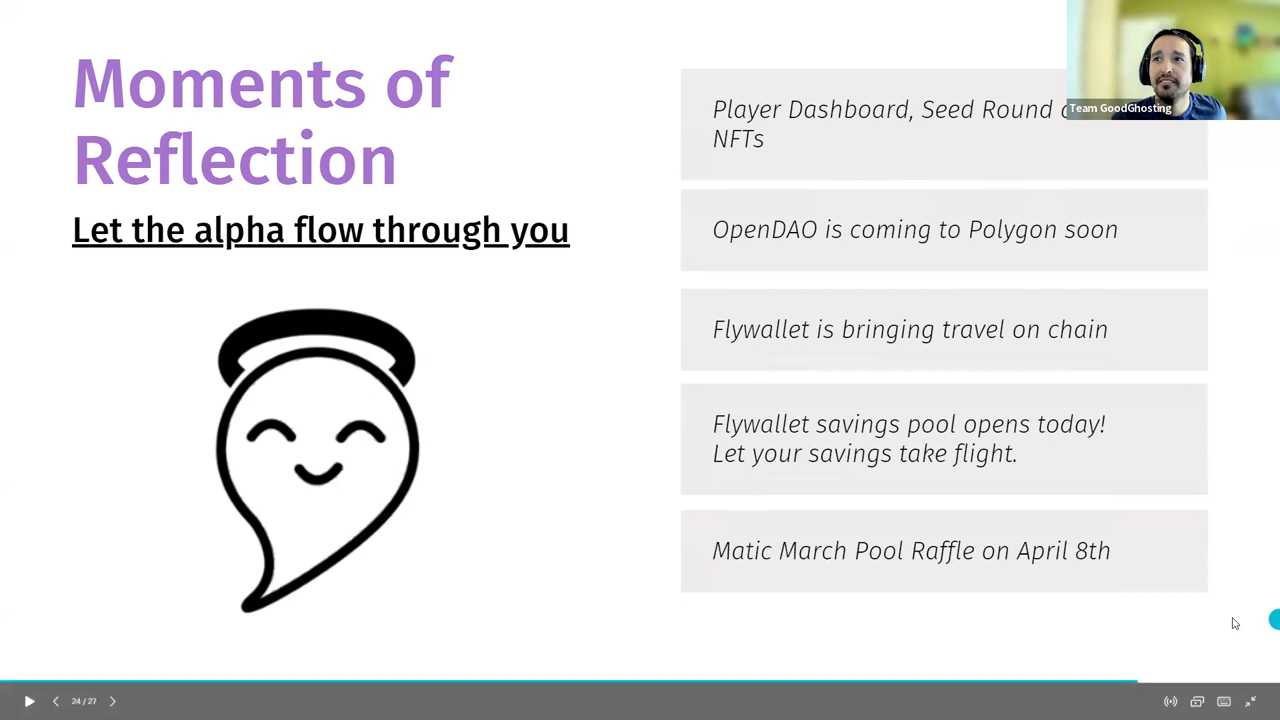 Moments of
Reflection
Let the alpha flow through you
Player Dashboard, Seed Round
NFTs
OpenDAO is coming to Polygon soon
Flywallet is bringing travel on chain
Flywallet savings pool opens today!
Let your savings take flight.
Matic March Pool Raffle on April 8th
Team GoodGhosting
24 / 27